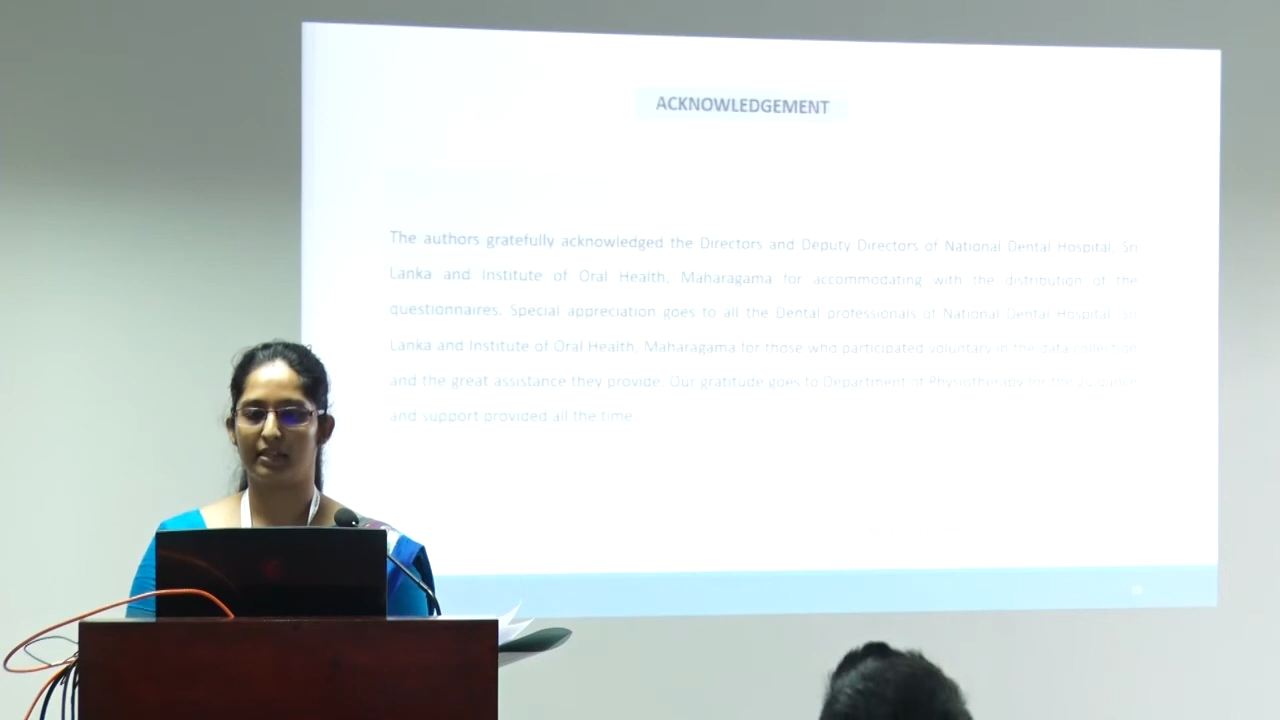 ACKNOWLEDGEMENT
The authors gratefully acknowledged the Directors and Deputy Directors of National Dental Hospital, Sri
Lanka and Institute of Oral Health, Maharagama for accommodating with the distribution of the
questionnaires. Special appreciation goes to all the Dental professionals of National Dental Hospital, Sri
Lanka and Institute of Oral Health, Maharagama for those who participated voluntary in the data collection
and the great assistance they provide. Our gratitude goes to Department of Physiotherapy for the guidance
and support provided all the time.